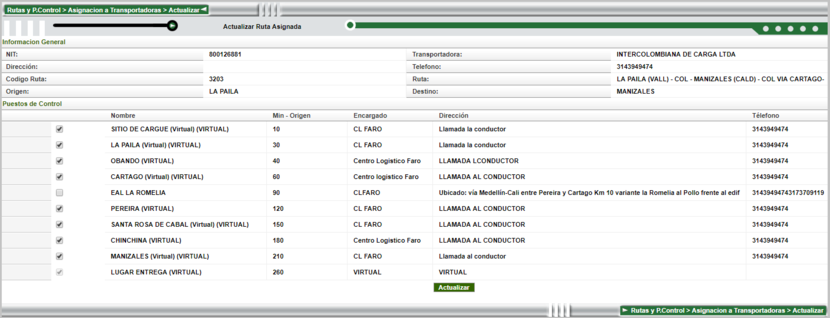 Rutas y P.Control > Asignacion a Transportadoras > Actualizar
Actualizar Ruta Asignada
Informacion General
NIT: 800126881 Transportadora: INTERCOLOMBIANA DE CARGA LTDA
Dirección: Telefono: 3143949474
Codigo Ruta: 3203 Ruta: LA PAILA (VALL) - COL - MANIZALES (CALD) - COL VIA CARTAGO-
Origen: LA PAILA Destino: MANIZALES
Puestos de Control
Nombre Min - Origen Encargado Dirección Télefono
SITIO DE CARGUE (Virtual) (VIRTUAL) 10 CL FARO Llamada la conductor 3143949474
LA PAILA (Virtual) (VIRTUAL) 30 CL FARO Llamada la conductor 3143949474
OBANDO (VIRTUAL) 40 Centro Logistico Faro LLAMADA LCONDUCTOR 3143949474
CARTAGO (Virtual) (VIRTUAL) 60 Centro logistico Faro LLAMADA AL CONDUCTOR 3143949474
EAL LA ROMELIA 90 CLFARO Ubicado: vía Medellín-Cali entre Pereira y Cartago Km 10 variante la Romelia al Pollo frente al edif 31439494743173709119
PEREIRA (VIRTUAL) 120 CL FARO LLAMADA AL CONDUCTOR 3143949474
SANTA ROSA DE CABAL (Virtual) (VIRTUAL) 150 CL FARO LLAMADA AL CONDUCTOR 3143949474
CHINCHINA (VIRTUAL) 180 Centro Logistico Faro LLAMADA AL CONDUCTOR 3143949474
MANIZALES (Virtual) (VIRTUAL) 210 CL FARO Llamada al conductor 3143949474
LUGAR ENTREGA (VIRTUAL) 260 VIRTUAL VIRTUAL
Actualizar
Rutas y P.Control > Asignacion a Transportadoras > Actualizar